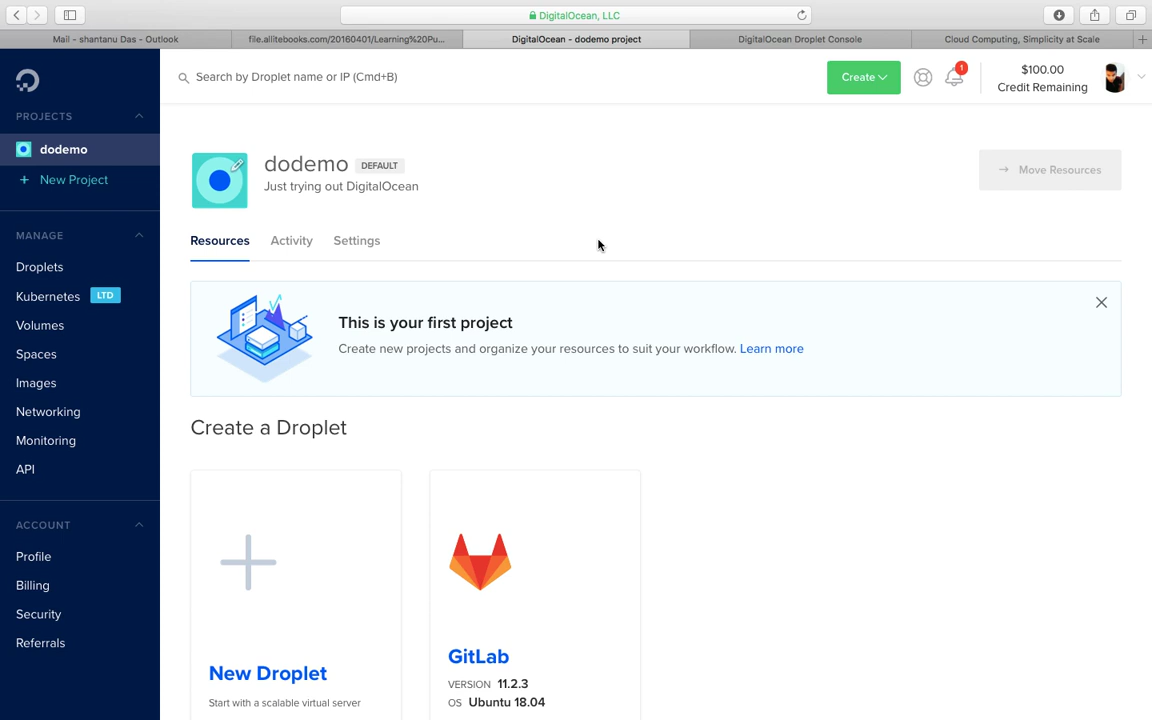 DigitalOcean, LLC
Mail - shantanu Das - Outlook
file.allitebooks.com/20160401/Learning%20Pu...
DigitalOcean - dodemo project
DigitalOcean Droplet Console
Cloud Computing, Simplicity at Scale
Search by Droplet name or IP (Cmd+B)
Create
1
$100.00
Credit Remaining
PROJECTS
dodemo
New Project
MANAGE
Droplets
Kubernetes LTD
Volumes
Spaces
Images
Networking
Monitoring
API
ACCOUNT
Profile
Billing
Security
Referrals
dodemo DEFAULT
Just trying out DigitalOcean
Move Resources
Resources Activity Settings
This is your first project
Create new projects and organize your resources to suit your workflow. Learn more
Create a Droplet
New Droplet
Start with a scalable virtual server
GitLab
VERSION 11.2.3
OS Ubuntu 18.04